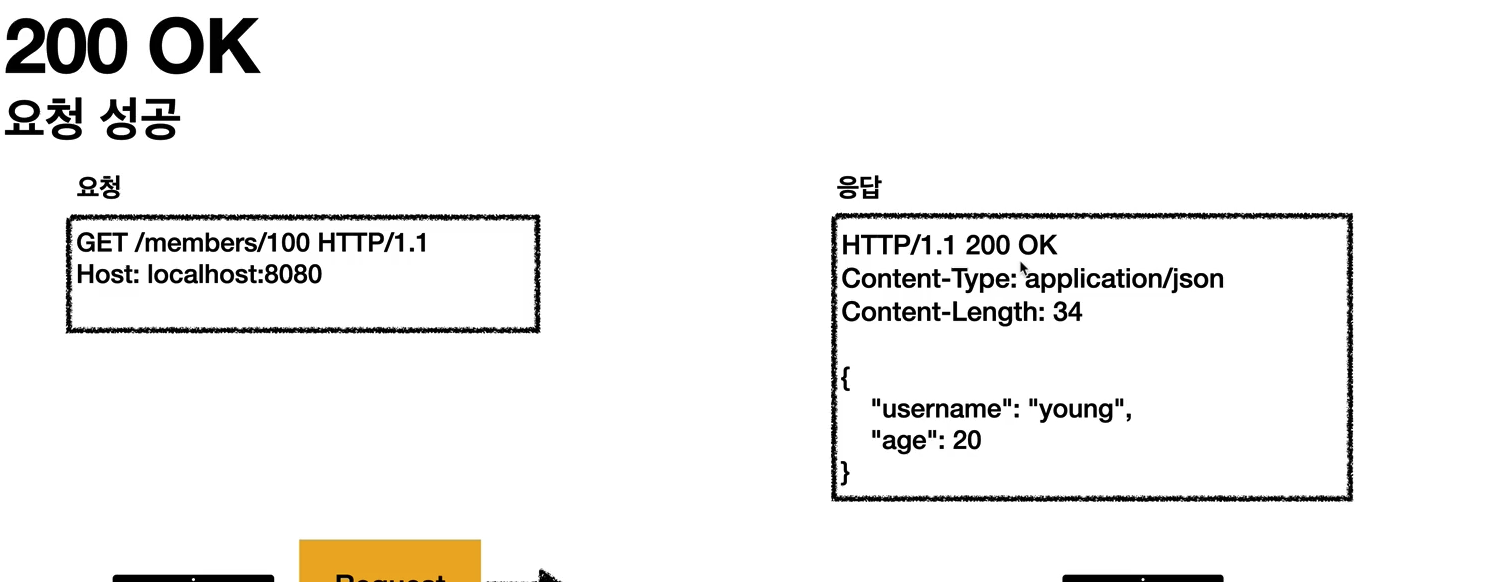 200 OK
요청 성공
요청
GET /members/100 HTTP/1.1
Host: localhost:8080
응답
HTTP/1.1 200 OK
Content-Type: application/json
Content-Length: 34
{
"username": "young",
"age": 20
}
Request